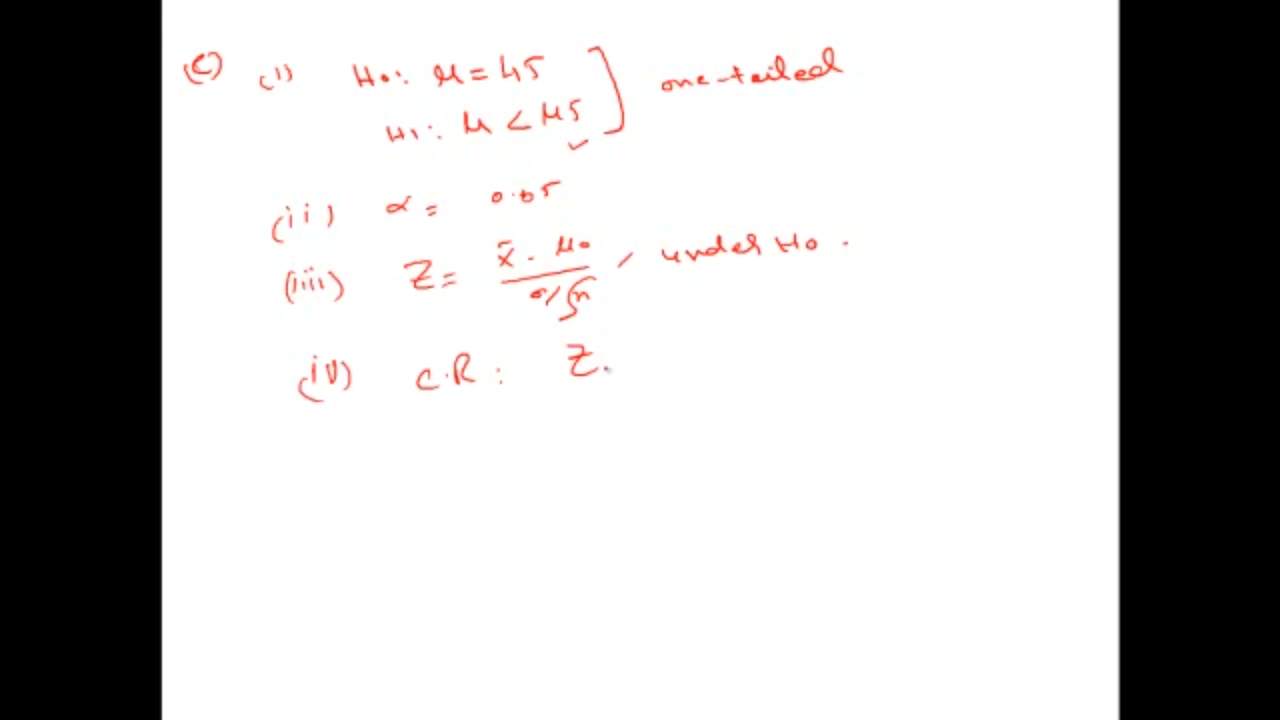 (C) (i) H₀: μ = 45 ] one-tailed
H₁: μ < 45
(ii) α = 0.05
(iii) Z = x̄ - μ₀ / σ/√n , under H₀.
(iv) C.R: Z.